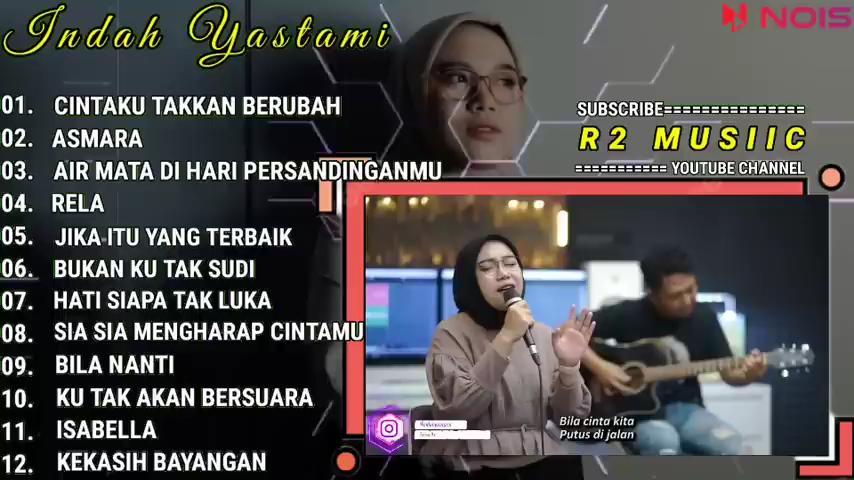 Indah Yastami
NOIS
01. CINTAKU TAKKAN BERUBAH
02. ASMARA
03. AIR MATA DI HARI PERSANDINGANMU
04. RELA
05. JIKA ITU YANG TERBAIK
06. BUKAN KU TAK SUDI
07. HATI SIAPA TAK LUKA
08. SIA SIA MENGHARAP CINTAMU
09. BILA NANTI
10. KU TAK AKAN BERSUARA
11. ISABELLA
12. KEKASIH BAYANGAN
SUBSCRIBE===============
R2 MUSIIC
=========== YOUTUBE CHANNEL
Bila cinta kita
Putus di jalan